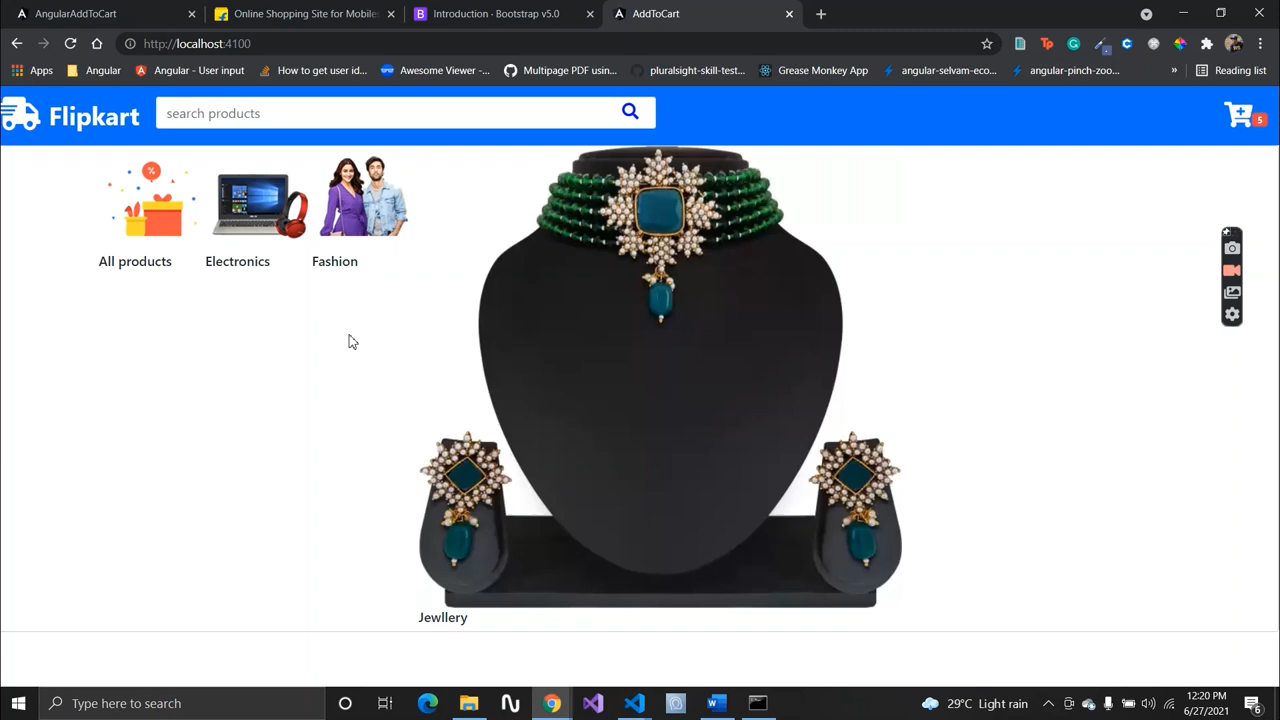 AngularAddToCart
Online Shopping Site for Mobiles
Introduction · Bootstrap v5.0
AddToCart
http://localhost:4100
Apps
Angular
Angular - User input
How to get user id...
Awesome Viewer -...
Multipage PDF usin...
pluralsight-skill-test...
Grease Monkey App
angular-selvam-eco...
angular-pinch-zoo...
»
Reading list
Flipkart
search products
5
%
All products
Electronics
Fashion
Jewllery
Type here to search
29°C Light rain
12:20 PM
6/27/2021
6